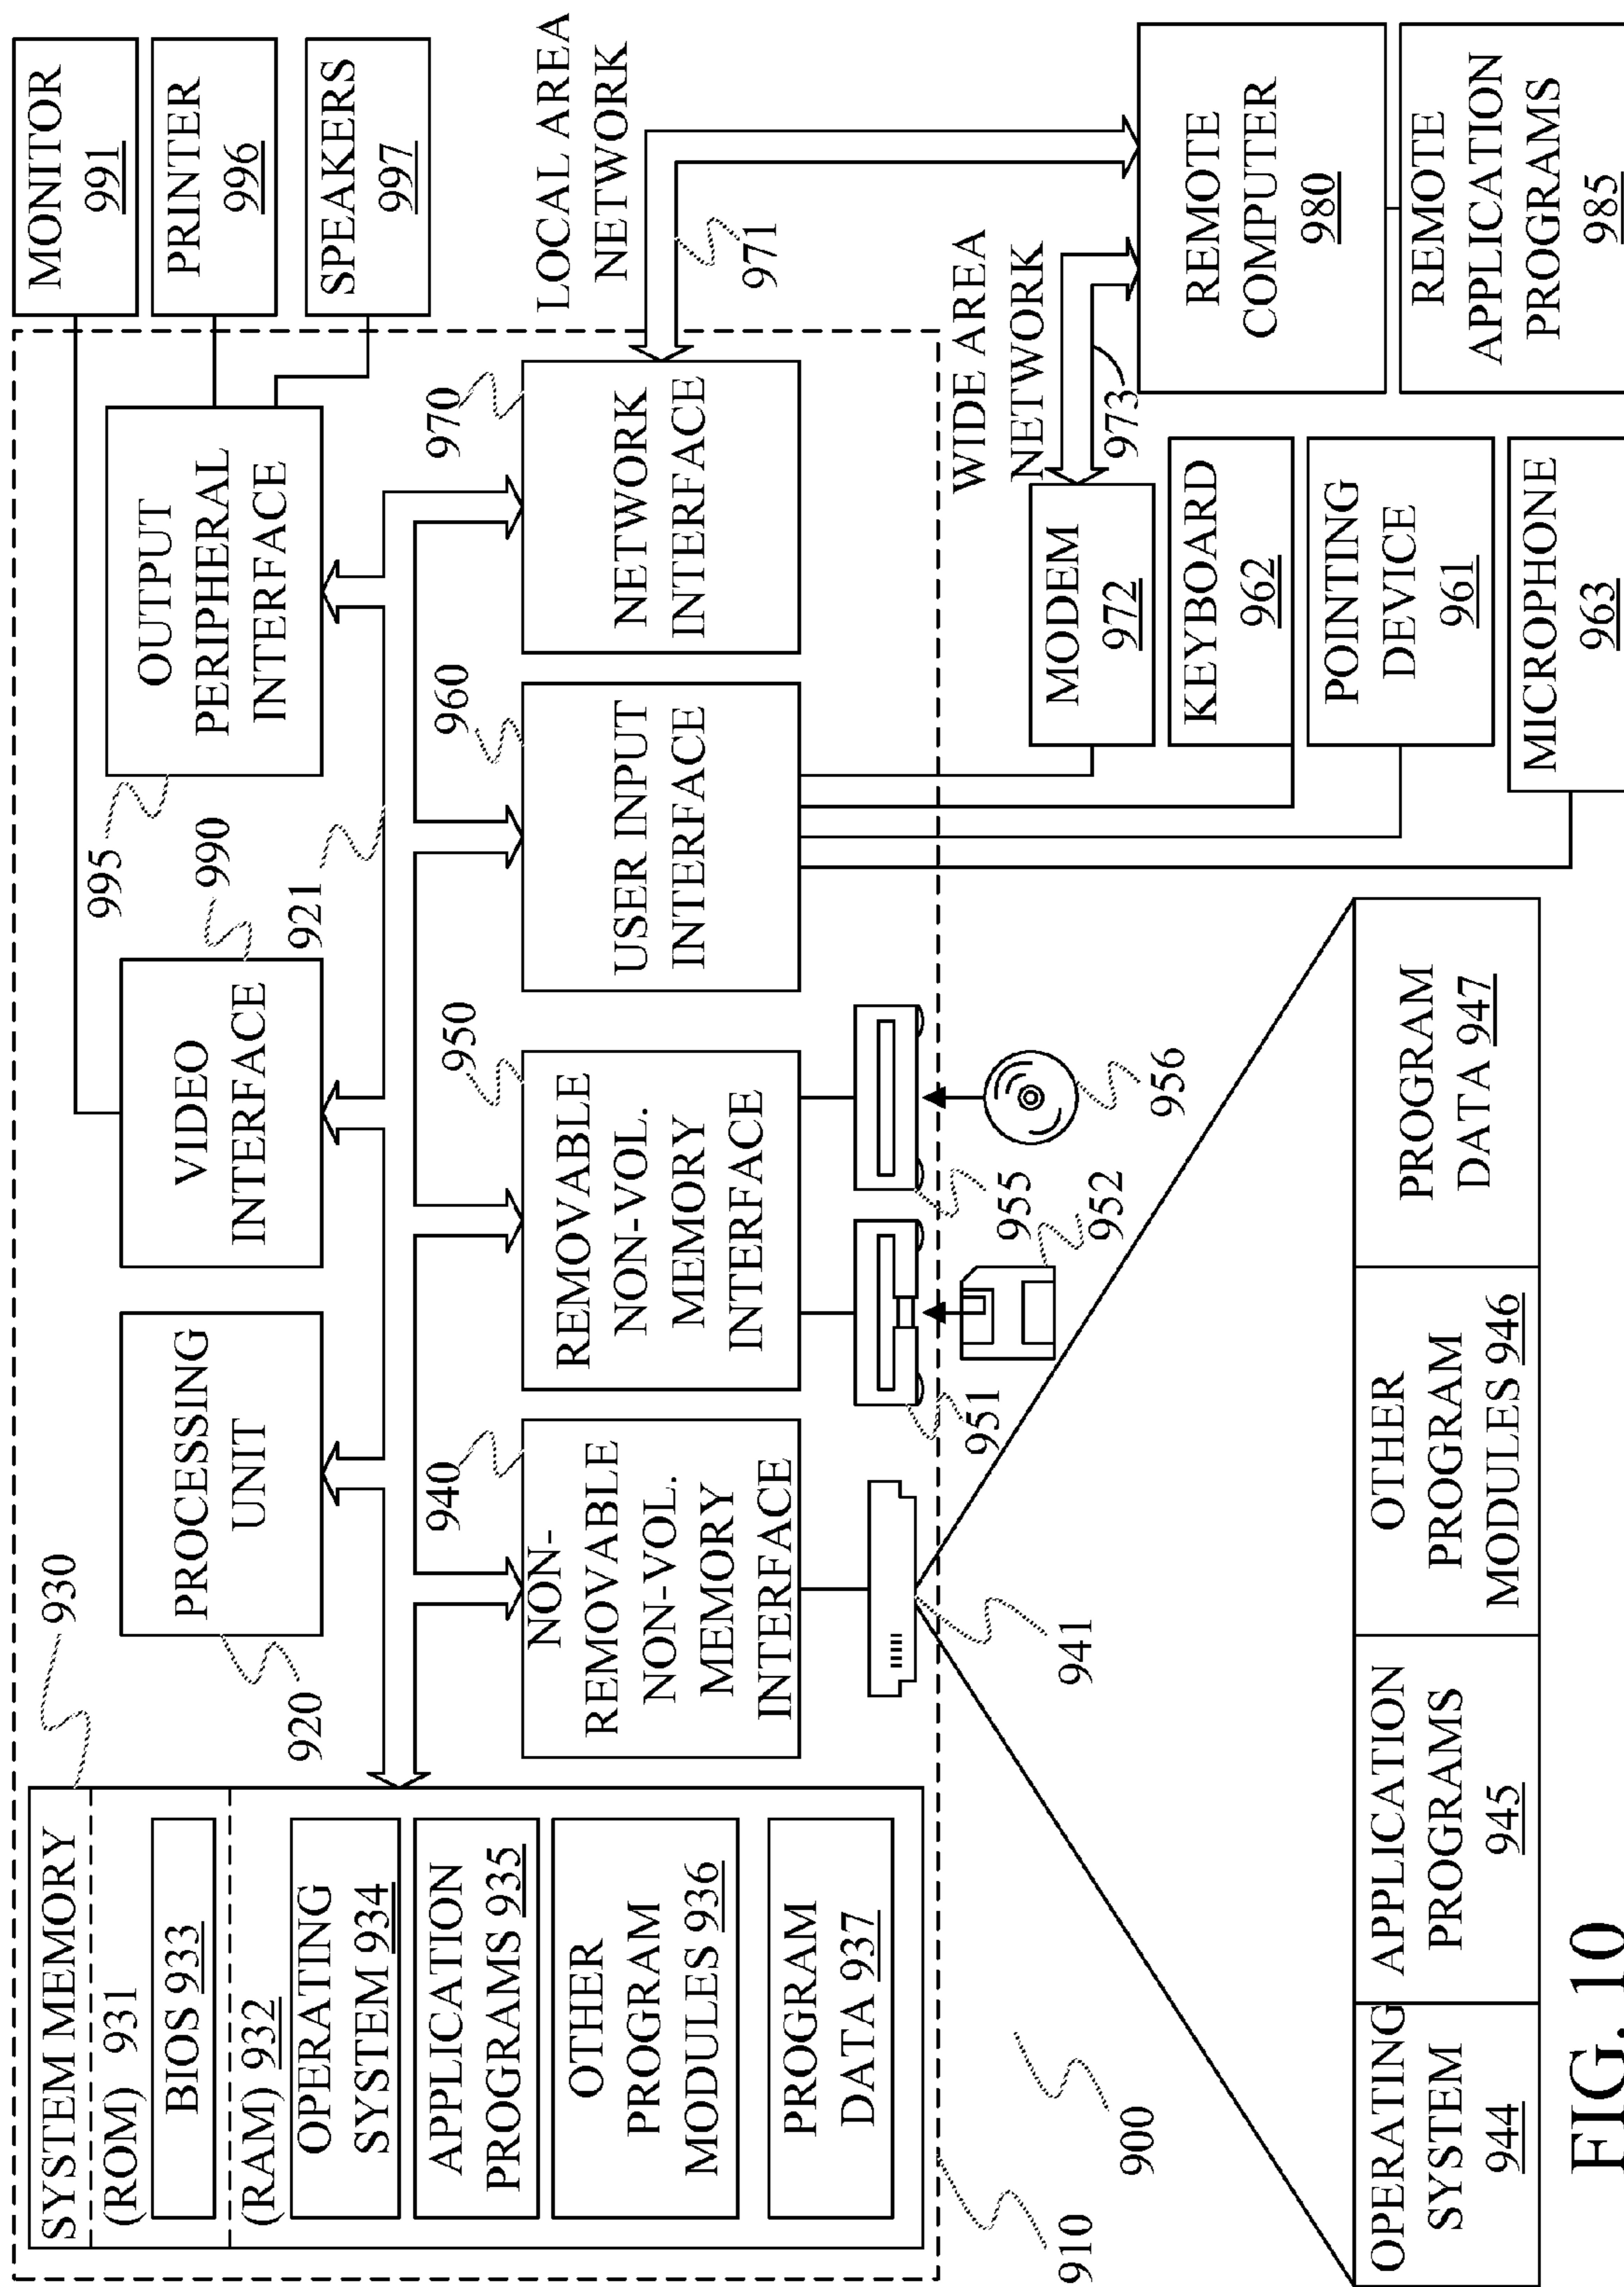 SYSTEM MEMORY
(ROM) 931
BIOS 933
(RAM) 932
OPERATING
SYSTEM 934
APPLICATION
PROGRAMS 935
OTHER
PROGRAM
MODULES 936
PROGRAM
DATA 937
930
PROCESSING
UNIT
920
VIDEO
INTERFACE
990
921
OUTPUT
PERIPHERAL
INTERFACE
995
MONITOR
991
PRINTER
996
SPEAKERS
997
940
NON-
REMOVABLE
NON-VOL.
MEMORY
INTERFACE
950
REMOVABLE
NON-VOL.
MEMORY
INTERFACE
960
USER INPUT
INTERFACE
970
NETWORK
INTERFACE
LOCAL AREA
NETWORK
971
941
951
952
955
956
WIDE AREA
NETWORK
973
MODEM
972
KEYBOARD
962
POINTING
DEVICE
961
MICROPHONE
963
REMOTE
COMPUTER
980
REMOTE
APPLICATION
PROGRAMS
985
910
900
OPERATING
SYSTEM
944
APPLICATION
PROGRAMS
945
OTHER
PROGRAM
MODULES 946
PROGRAM
DATA 947
FIG. 10